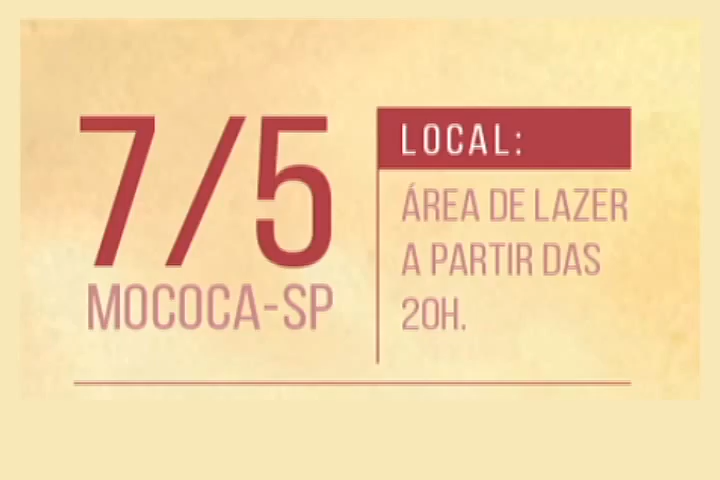 7/5
MOCOCA-SP
LOCAL:
ÁREA DE LAZER
A PARTIR DAS
20H.